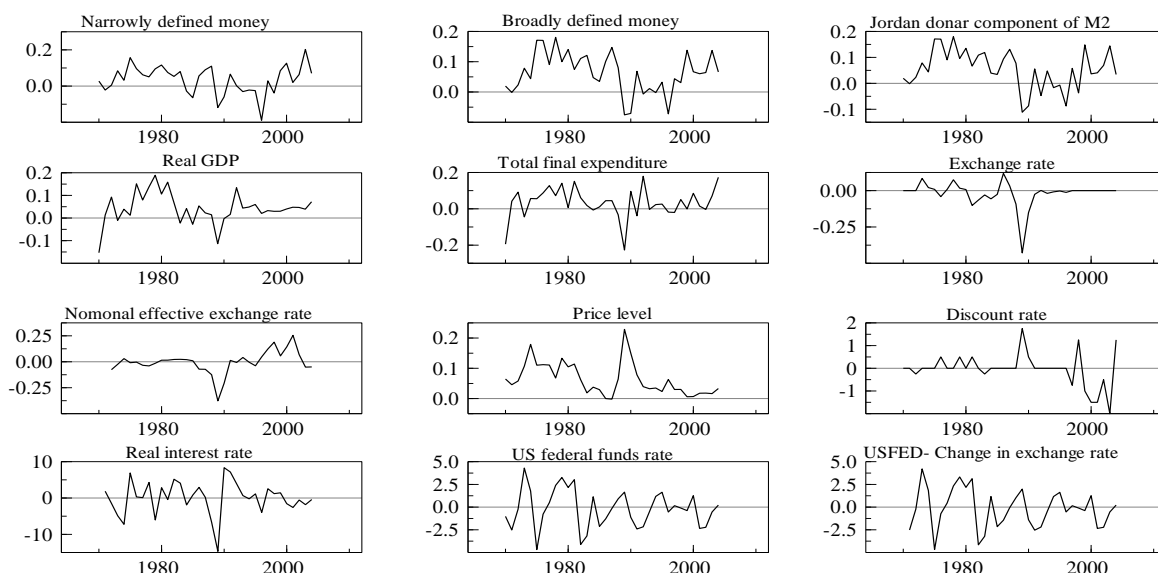 Narrowly defined money Broadly defined money Jordan donar component of M2
0.2 0.1 0.2
0.0 0.0 0.1
0.0
-0.1
1980 2000 1980 2000 1980 2000
Real GDP Total final expenditure Exchange rate
0.2 0.2 0.00
0.1 0.0 -0.25
0.0 -0.2
-0.1
1980 2000 1980 2000 1980 2000
Nomonal effective exchange rate Price level Discount rate
0.25 0.2 2
0.00 0.1 0
-0.25 0.0 -1
1980 2000 1980 2000 1980 2000
Real interest rate US federal funds rate USFED- Change in exchange rate
10 5.0 5.0
0 2.5 2.5
-10 0.0 0.0
-2.5 -2.5
1980 2000 1980 2000 1980 2000